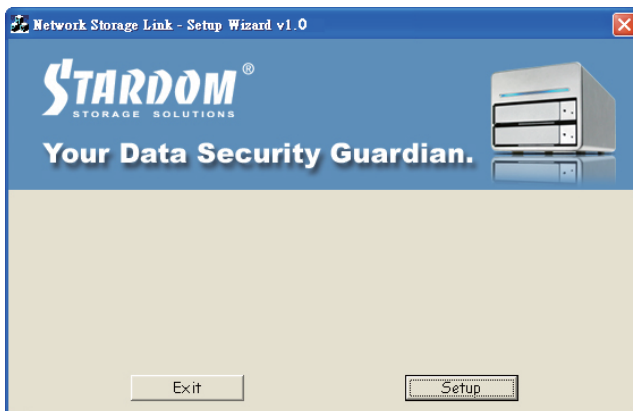 Network Storage Link - Setup Wizard v1.0
STARDOM®
STORAGE SOLUTIONS
Your Data Security Guardian.
Exit
Setup